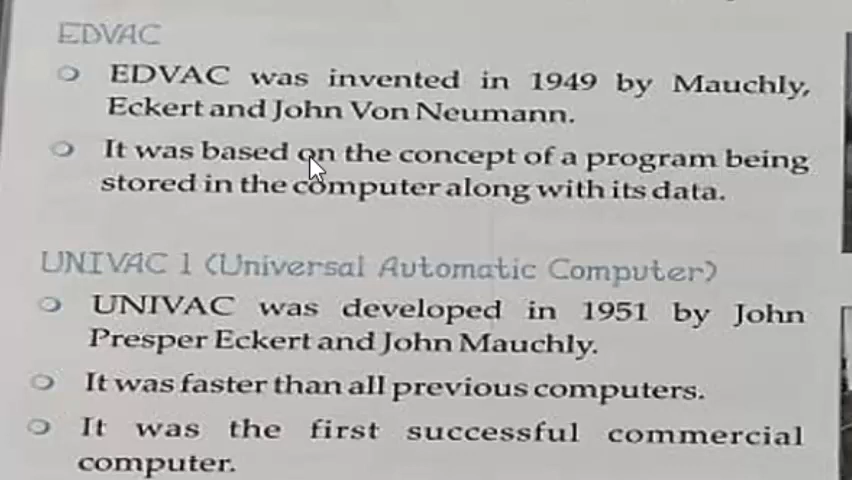 EDVAC
❍ EDVAC was invented in 1949 by Mauchly,
Eckert and John Von Neumann.
❍ It was based on the concept of a program being
stored in the computer along with its data.
UNIVAC 1 (Universal Automatic Computer)
❍ UNIVAC was developed in 1951 by John
Presper Eckert and John Mauchly.
❍ It was faster than all previous computers.
❍ It was the first successful commercial
computer.